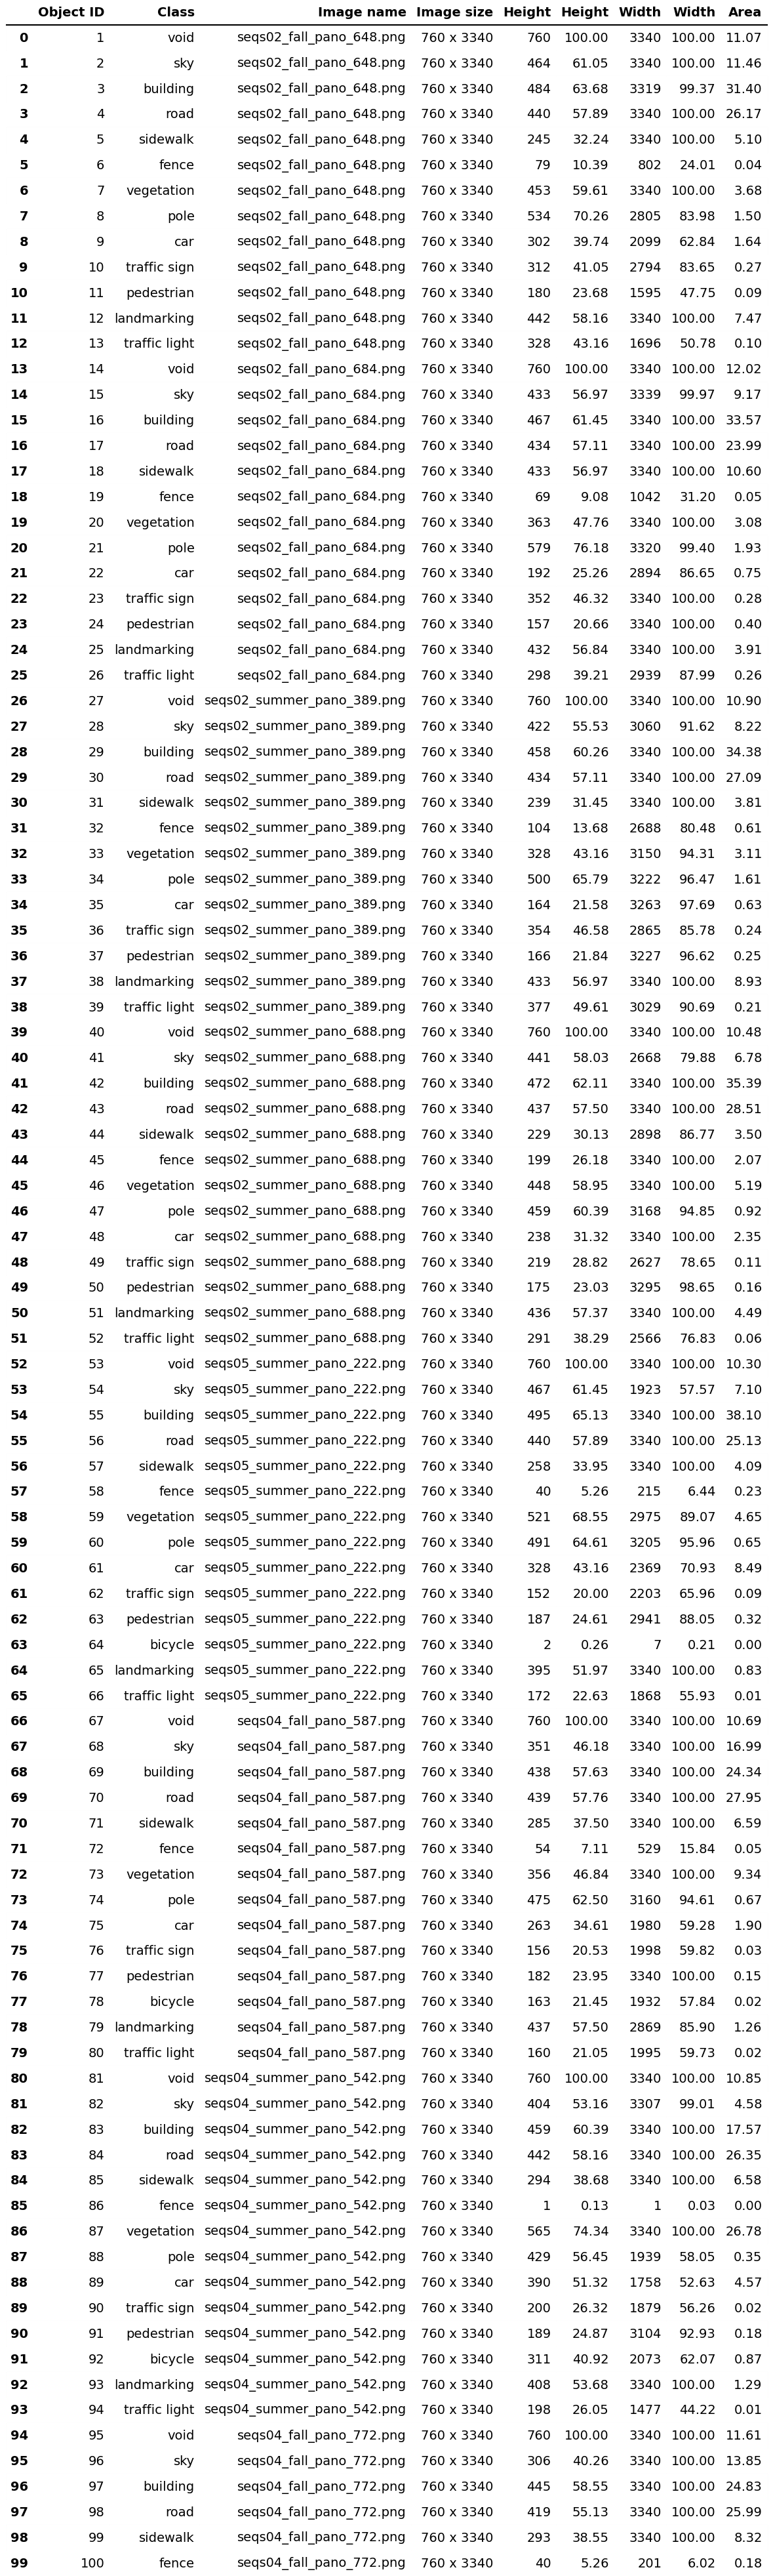 Object ID Class Image name Image size Height Height Width Width Area
0 1 void seqs02_fall_pano_648.png 760 x 3340 760 100.00 3340 100.00 11.07
1 2 sky seqs02_fall_pano_648.png 760 x 3340 464 61.05 3340 100.00 11.46
2 3 building seqs02_fall_pano_648.png 760 x 3340 484 63.68 3319 99.37 31.40
3 4 road seqs02_fall_pano_648.png 760 x 3340 440 57.89 3340 100.00 26.17
4 5 sidewalk seqs02_fall_pano_648.png 760 x 3340 245 32.24 3340 100.00 5.10
5 6 fence seqs02_fall_pano_648.png 760 x 3340 79 10.39 802 24.01 0.04
6 7 vegetation seqs02_fall_pano_648.png 760 x 3340 453 59.61 3340 100.00 3.68
7 8 pole seqs02_fall_pano_648.png 760 x 3340 534 70.26 2805 83.98 1.50
8 9 car seqs02_fall_pano_648.png 760 x 3340 302 39.74 2099 62.84 1.64
9 10 traffic sign seqs02_fall_pano_648.png 760 x 3340 312 41.05 2794 83.65 0.27
10 11 pedestrian seqs02_fall_pano_648.png 760 x 3340 180 23.68 1595 47.75 0.09
11 12 landmarking seqs02_fall_pano_648.png 760 x 3340 442 58.16 3340 100.00 7.47
12 13 traffic light seqs02_fall_pano_648.png 760 x 3340 328 43.16 1696 50.78 0.10
13 14 void seqs02_fall_pano_684.png 760 x 3340 760 100.00 3340 100.00 12.02
14 15 sky seqs02_fall_pano_684.png 760 x 3340 433 56.97 3339 99.97 9.17
15 16 building seqs02_fall_pano_684.png 760 x 3340 467 61.45 3340 100.00 33.57
16 17 road seqs02_fall_pano_684.png 760 x 3340 434 57.11 3340 100.00 23.99
17 18 sidewalk seqs02_fall_pano_684.png 760 x 3340 433 56.97 3340 100.00 10.60
18 19 fence seqs02_fall_pano_684.png 760 x 3340 69 9.08 1042 31.20 0.05
19 20 vegetation seqs02_fall_pano_684.png 760 x 3340 363 47.76 3340 100.00 3.08
20 21 pole seqs02_fall_pano_684.png 760 x 3340 579 76.18 3320 99.40 1.93
21 22 car seqs02_fall_pano_684.png 760 x 3340 192 25.26 2894 86.65 0.75
22 23 traffic sign seqs02_fall_pano_684.png 760 x 3340 352 46.32 3340 100.00 0.28
23 24 pedestrian seqs02_fall_pano_684.png 760 x 3340 157 20.66 3340 100.00 0.40
24 25 landmarking seqs02_fall_pano_684.png 760 x 3340 432 56.84 3340 100.00 3.91
25 26 traffic light seqs02_fall_pano_684.png 760 x 3340 298 39.21 2939 87.99 0.26
26 27 void seqs02_summer_pano_389.png 760 x 3340 760 100.00 3340 100.00 10.90
27 28 sky seqs02_summer_pano_389.png 760 x 3340 422 55.53 3060 91.62 8.22
28 29 building seqs02_summer_pano_389.png 760 x 3340 458 60.26 3340 100.00 34.38
29 30 road seqs02_summer_pano_389.png 760 x 3340 434 57.11 3340 100.00 27.09
30 31 sidewalk seqs02_summer_pano_389.png 760 x 3340 239 31.45 3340 100.00 3.81
31 32 fence seqs02_summer_pano_389.png 760 x 3340 104 13.68 2688 80.48 0.61
32 33 vegetation seqs02_summer_pano_389.png 760 x 3340 328 43.16 3150 94.31 3.11
33 34 pole seqs02_summer_pano_389.png 760 x 3340 500 65.79 3222 96.47 1.61
34 35 car seqs02_summer_pano_389.png 760 x 3340 164 21.58 3263 97.69 0.63
35 36 traffic sign seqs02_summer_pano_389.png 760 x 3340 354 46.58 2865 85.78 0.24
36 37 pedestrian seqs02_summer_pano_389.png 760 x 3340 166 21.84 3227 96.62 0.25
37 38 landmarking seqs02_summer_pano_389.png 760 x 3340 433 56.97 3340 100.00 8.93
38 39 traffic light seqs02_summer_pano_389.png 760 x 3340 377 49.61 3029 90.69 0.21
39 40 void seqs02_summer_pano_688.png 760 x 3340 760 100.00 3340 100.00 10.48
40 41 sky seqs02_summer_pano_688.png 760 x 3340 441 58.03 2668 79.88 6.78
41 42 building seqs02_summer_pano_688.png 760 x 3340 472 62.11 3340 100.00 35.39
42 43 road seqs02_summer_pano_688.png 760 x 3340 437 57.50 3340 100.00 28.51
43 44 sidewalk seqs02_summer_pano_688.png 760 x 3340 229 30.13 2898 86.77 3.50
44 45 fence seqs02_summer_pano_688.png 760 x 3340 199 26.18 3340 100.00 2.07
45 46 vegetation seqs02_summer_pano_688.png 760 x 3340 448 58.95 3340 100.00 5.19
46 47 pole seqs02_summer_pano_688.png 760 x 3340 459 60.39 3168 94.85 0.92
47 48 car seqs02_summer_pano_688.png 760 x 3340 238 31.32 3340 100.00 2.35
48 49 traffic sign seqs02_summer_pano_688.png 760 x 3340 219 28.82 2627 78.65 0.11
49 50 pedestrian seqs02_summer_pano_688.png 760 x 3340 175 23.03 3295 98.65 0.16
50 51 landmarking seqs02_summer_pano_688.png 760 x 3340 436 57.37 3340 100.00 4.49
51 52 traffic light seqs02_summer_pano_688.png 760 x 3340 291 38.29 2566 76.83 0.06
52 53 void seqs05_summer_pano_222.png 760 x 3340 760 100.00 3340 100.00 10.30
53 54 sky seqs05_summer_pano_222.png 760 x 3340 467 61.45 1923 57.57 7.10
54 55 building seqs05_summer_pano_222.png 760 x 3340 495 65.13 3340 100.00 38.10
55 56 road seqs05_summer_pano_222.png 760 x 3340 440 57.89 3340 100.00 25.13
56 57 sidewalk seqs05_summer_pano_222.png 760 x 3340 258 33.95 3340 100.00 4.09
57 58 fence seqs05_summer_pano_222.png 760 x 3340 40 5.26 215 6.44 0.23
58 59 vegetation seqs05_summer_pano_222.png 760 x 3340 521 68.55 2975 89.07 4.65
59 60 pole seqs05_summer_pano_222.png 760 x 3340 491 64.61 3205 95.96 0.65
60 61 car seqs05_summer_pano_222.png 760 x 3340 328 43.16 2369 70.93 8.49
61 62 traffic sign seqs05_summer_pano_222.png 760 x 3340 152 20.00 2203 65.96 0.09
62 63 pedestrian seqs05_summer_pano_222.png 760 x 3340 187 24.61 2941 88.05 0.32
63 64 bicycle seqs05_summer_pano_222.png 760 x 3340 2 0.26 7 0.21 0.00
64 65 landmarking seqs05_summer_pano_222.png 760 x 3340 395 51.97 3340 100.00 0.83
65 66 traffic light seqs05_summer_pano_222.png 760 x 3340 172 22.63 1868 55.93 0.01
66 67 void seqs04_fall_pano_587.png 760 x 3340 760 100.00 3340 100.00 10.69
67 68 sky seqs04_fall_pano_587.png 760 x 3340 351 46.18 3340 100.00 16.99
68 69 building seqs04_fall_pano_587.png 760 x 3340 438 57.63 3340 100.00 24.34
69 70 road seqs04_fall_pano_587.png 760 x 3340 439 57.76 3340 100.00 27.95
70 71 sidewalk seqs04_fall_pano_587.png 760 x 3340 285 37.50 3340 100.00 6.59
71 72 fence seqs04_fall_pano_587.png 760 x 3340 54 7.11 529 15.84 0.05
72 73 vegetation seqs04_fall_pano_587.png 760 x 3340 356 46.84 3340 100.00 9.34
73 74 pole seqs04_fall_pano_587.png 760 x 3340 475 62.50 3160 94.61 0.67
74 75 car seqs04_fall_pano_587.png 760 x 3340 263 34.61 1980 59.28 1.90
75 76 traffic sign seqs04_fall_pano_587.png 760 x 3340 156 20.53 1998 59.82 0.03
76 77 pedestrian seqs04_fall_pano_587.png 760 x 3340 182 23.95 3340 100.00 0.15
77 78 bicycle seqs04_fall_pano_587.png 760 x 3340 163 21.45 1932 57.84 0.02
78 79 landmarking seqs04_fall_pano_587.png 760 x 3340 437 57.50 2869 85.90 1.26
79 80 traffic light seqs04_fall_pano_587.png 760 x 3340 160 21.05 1995 59.73 0.02
80 81 void seqs04_summer_pano_542.png 760 x 3340 760 100.00 3340 100.00 10.85
81 82 sky seqs04_summer_pano_542.png 760 x 3340 404 53.16 3307 99.01 4.58
82 83 building seqs04_summer_pano_542.png 760 x 3340 459 60.39 3340 100.00 17.57
83 84 road seqs04_summer_pano_542.png 760 x 3340 442 58.16 3340 100.00 26.35
84 85 sidewalk seqs04_summer_pano_542.png 760 x 3340 294 38.68 3340 100.00 6.58
85 86 fence seqs04_summer_pano_542.png 760 x 3340 1 0.13 1 0.03 0.00
86 87 vegetation seqs04_summer_pano_542.png 760 x 3340 565 74.34 3340 100.00 26.78
87 88 pole seqs04_summer_pano_542.png 760 x 3340 429 56.45 1939 58.05 0.35
88 89 car seqs04_summer_pano_542.png 760 x 3340 390 51.32 1758 52.63 4.57
89 90 traffic sign seqs04_summer_pano_542.png 760 x 3340 200 26.32 1879 56.26 0.02
90 91 pedestrian seqs04_summer_pano_542.png 760 x 3340 189 24.87 3104 92.93 0.18
91 92 bicycle seqs04_summer_pano_542.png 760 x 3340 311 40.92 2073 62.07 0.87
92 93 landmarking seqs04_summer_pano_542.png 760 x 3340 408 53.68 3340 100.00 1.29
93 94 traffic light seqs04_summer_pano_542.png 760 x 3340 198 26.05 1477 44.22 0.01
94 95 void seqs04_fall_pano_772.png 760 x 3340 760 100.00 3340 100.00 11.61
95 96 sky seqs04_fall_pano_772.png 760 x 3340 306 40.26 3340 100.00 13.85
96 97 building seqs04_fall_pano_772.png 760 x 3340 445 58.55 3340 100.00 24.83
97 98 road seqs04_fall_pano_772.png 760 x 3340 419 55.13 3340 100.00 25.99
98 99 sidewalk seqs04_fall_pano_772.png 760 x 3340 293 38.55 3340 100.00 8.32
99 100 fence seqs04_fall_pano_772.png 760 x 3340 40 5.26 201 6.02 0.18